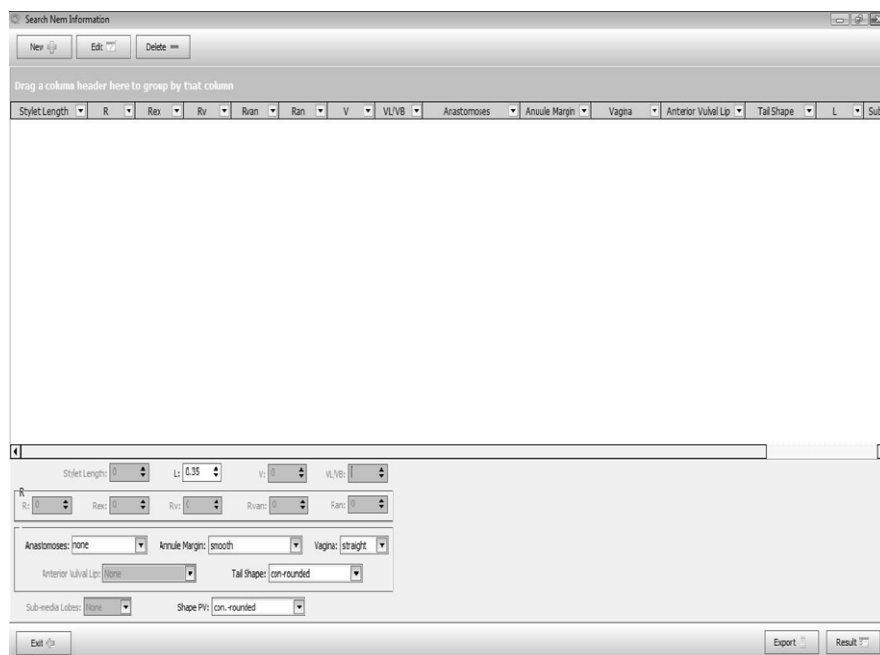 Search Nem Information
New Edit Delete
Drag a column header here to group by that column
Stylet Length R Rex Rv Rvan Ran V VL/VB Anastomoses Anuule Margin Vagina Anterior Vulval Lip Tail Shape L Sub
Stylet Length: 0 L: 0.35 V: 0 VL/VB:
R
R: 0 Rex: 0 Rv: 0 Rvan: 0 Ran: 0
Anastomoses: none Annule Margin: smooth Vagina: straight
Anterior Vulval Lip: None Tail Shape: con-rounded
Sub-media Lobes: None Shape PV: con.-rounded
Exit Export Result